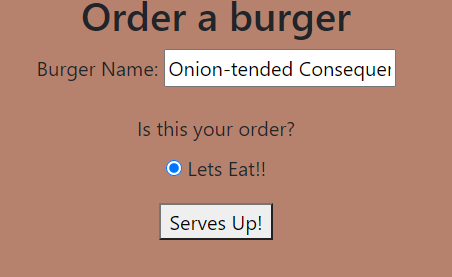 Order a burger
Burger Name: Onion-tended Consequen
Is this your order?
Lets Eat!!
Serves Up!